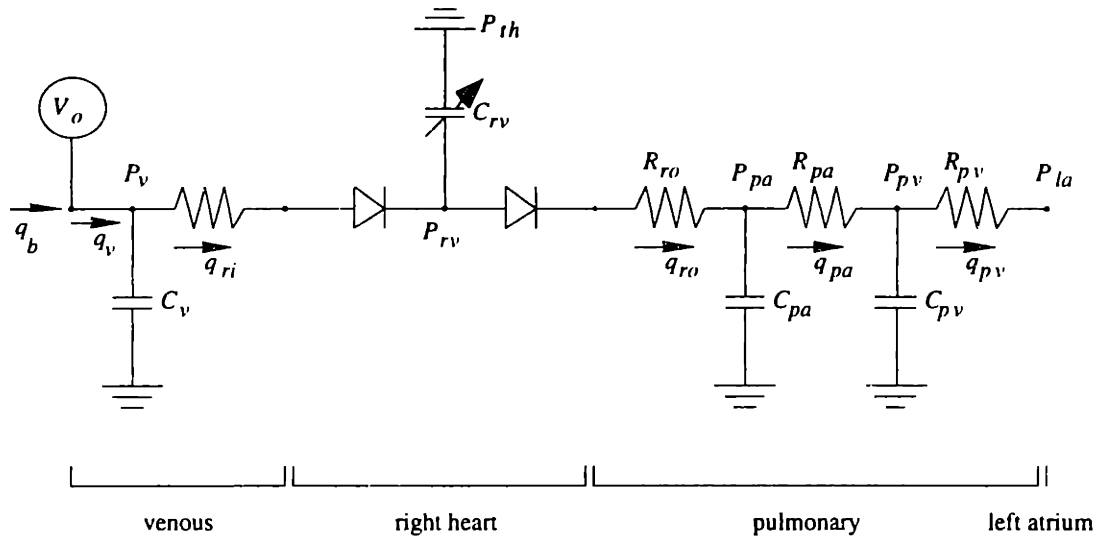 P_th
V_o
C_rv
P_v
R_ro
P_pa
R_pa
P_pv
R_pv
P_la
q_b
q_v
q_ri
P_rv
q_ro
q_pa
q_pv
C_v
C_pa
C_pv
venous
right heart
pulmonary
left atrium